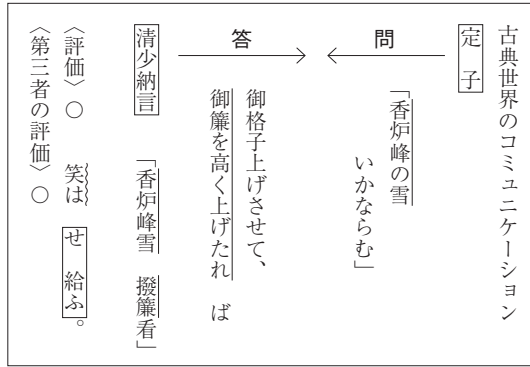 古典世界のコミュニケーション
定子
問
「香炉峰の雪
いかならむ」
答
御格子上げさせて、
御簾を高く上げたれ　ば
清少納言　「香炉峰雪　撥簾看」
〈評価〉○　笑は　せ　給ふ。
〈第三者の評価〉○